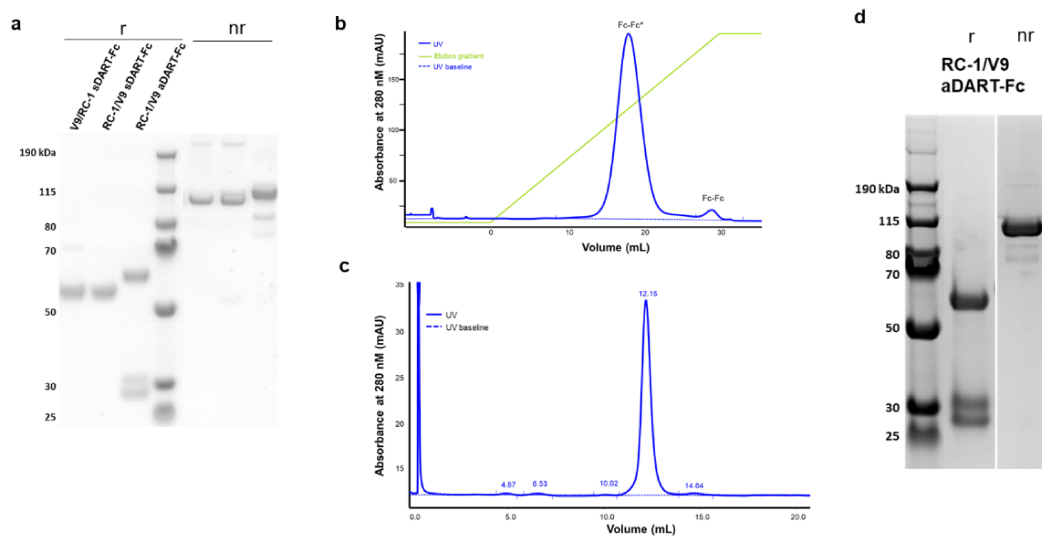 a
r
nr
V9/RC-1 sDART-Fc
RC-1/V9 sDART-Fc
RC-1/V9 aDART-Fc
190 kDa
115
80
70
50
30
25
b
Fc-Fc*
UV
Elution gradient
UV baseline
Absorbance at 280 nM (mAU)
150
100
50
Fc-Fc
0
10
20
30
Volume (mL)
c
35
12.15
UV
UV baseline
Absorbance at 280 nM (mAU)
30
25
20
15
4.87
6.53
10.02
14.64
0.0
5.0
10.0
15.0
20.0
Volume (mL)
d
r
nr
RC-1/V9
aDART-Fc
190 kDa
115
80
70
50
30
25